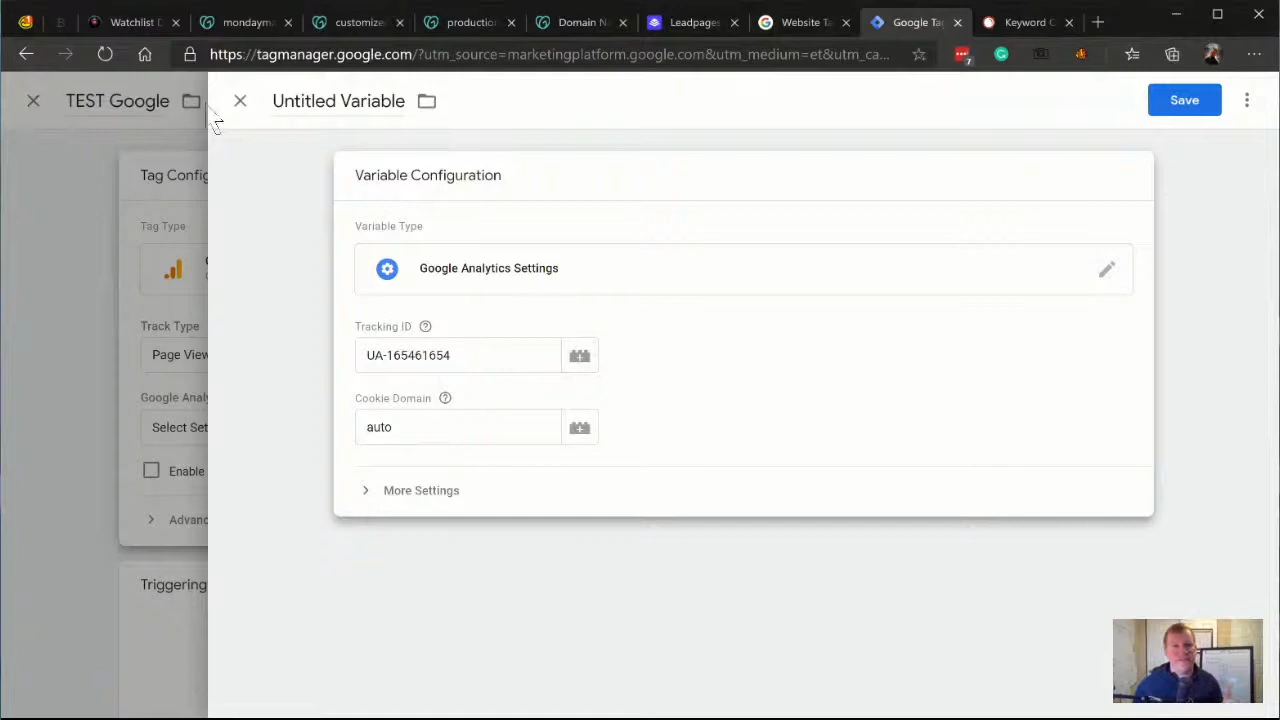 Watchlist D
mondayma
customize
production
Domain Na
Leadpages
Website Ta
Google Tag
Keyword C
https://tagmanager.google.com/?utm_source=marketingplatform.google.com&utm_medium=et&utm_ca...
7
TEST Google
Untitled Variable
Save
Tag Config
Variable Configuration
Tag Type
Variable Type
Google Analytics Settings
Track Type
Tracking ID
Page View
UA-165461654
Google Analy
Cookie Domain
Select Set
auto
Enable
More Settings
Advanc
Triggering